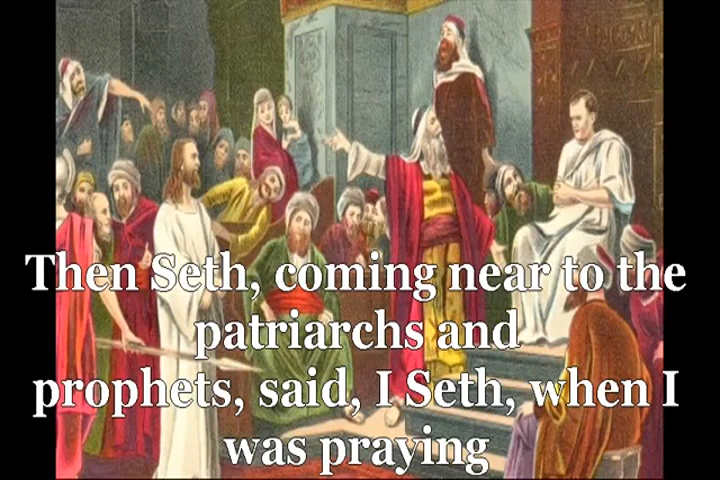 Then Seth, coming near to the
patriarchs and
prophets, said, I Seth, when I
was praying